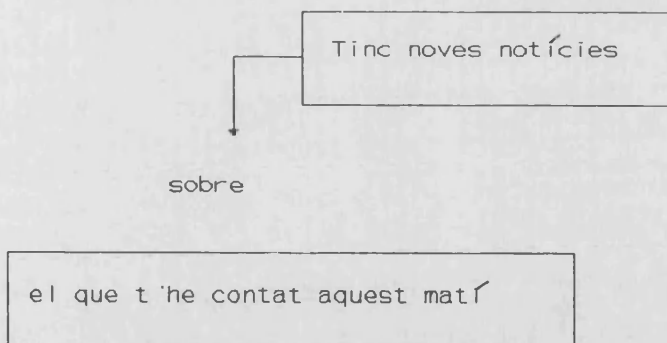 Tinc noves notícies
sobre
el que t'he contat aquest matí